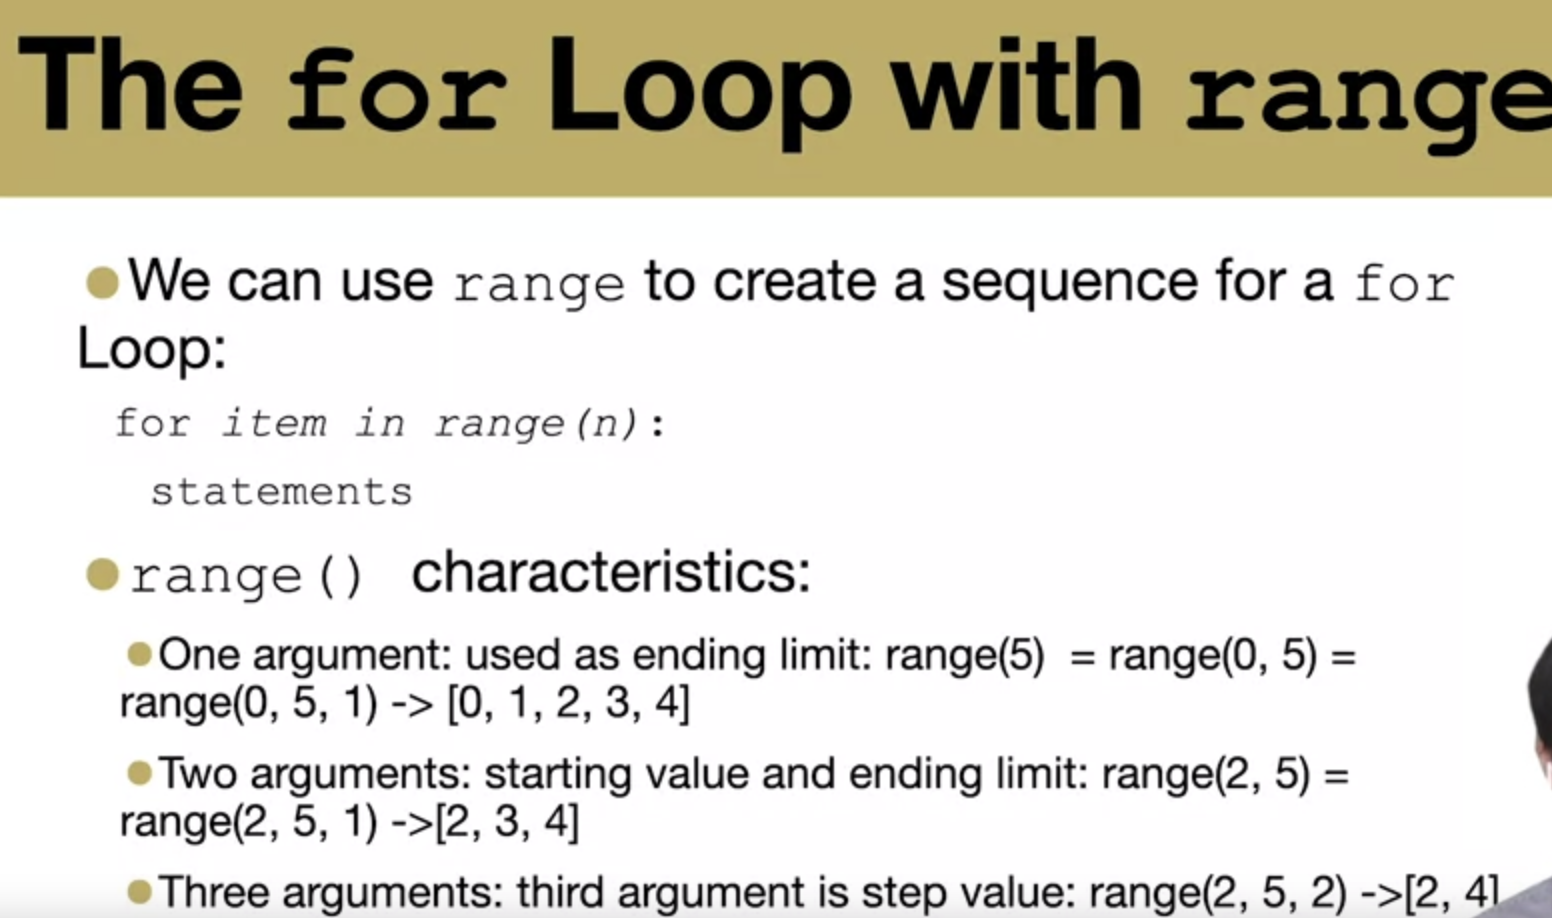 The for Loop with range
●We can use range to create a sequence for a for
Loop:
for item in range(n):
statements
●range() characteristics:
●One argument: used as ending limit: range(5) = range(0, 5) =
range(0, 5, 1) -> [0, 1, 2, 3, 4]
●Two arguments: starting value and ending limit: range(2, 5) =
range(2, 5, 1) ->[2, 3, 4]
●Three arguments: third argument is step value: range(2, 5, 2) ->[2, 4]